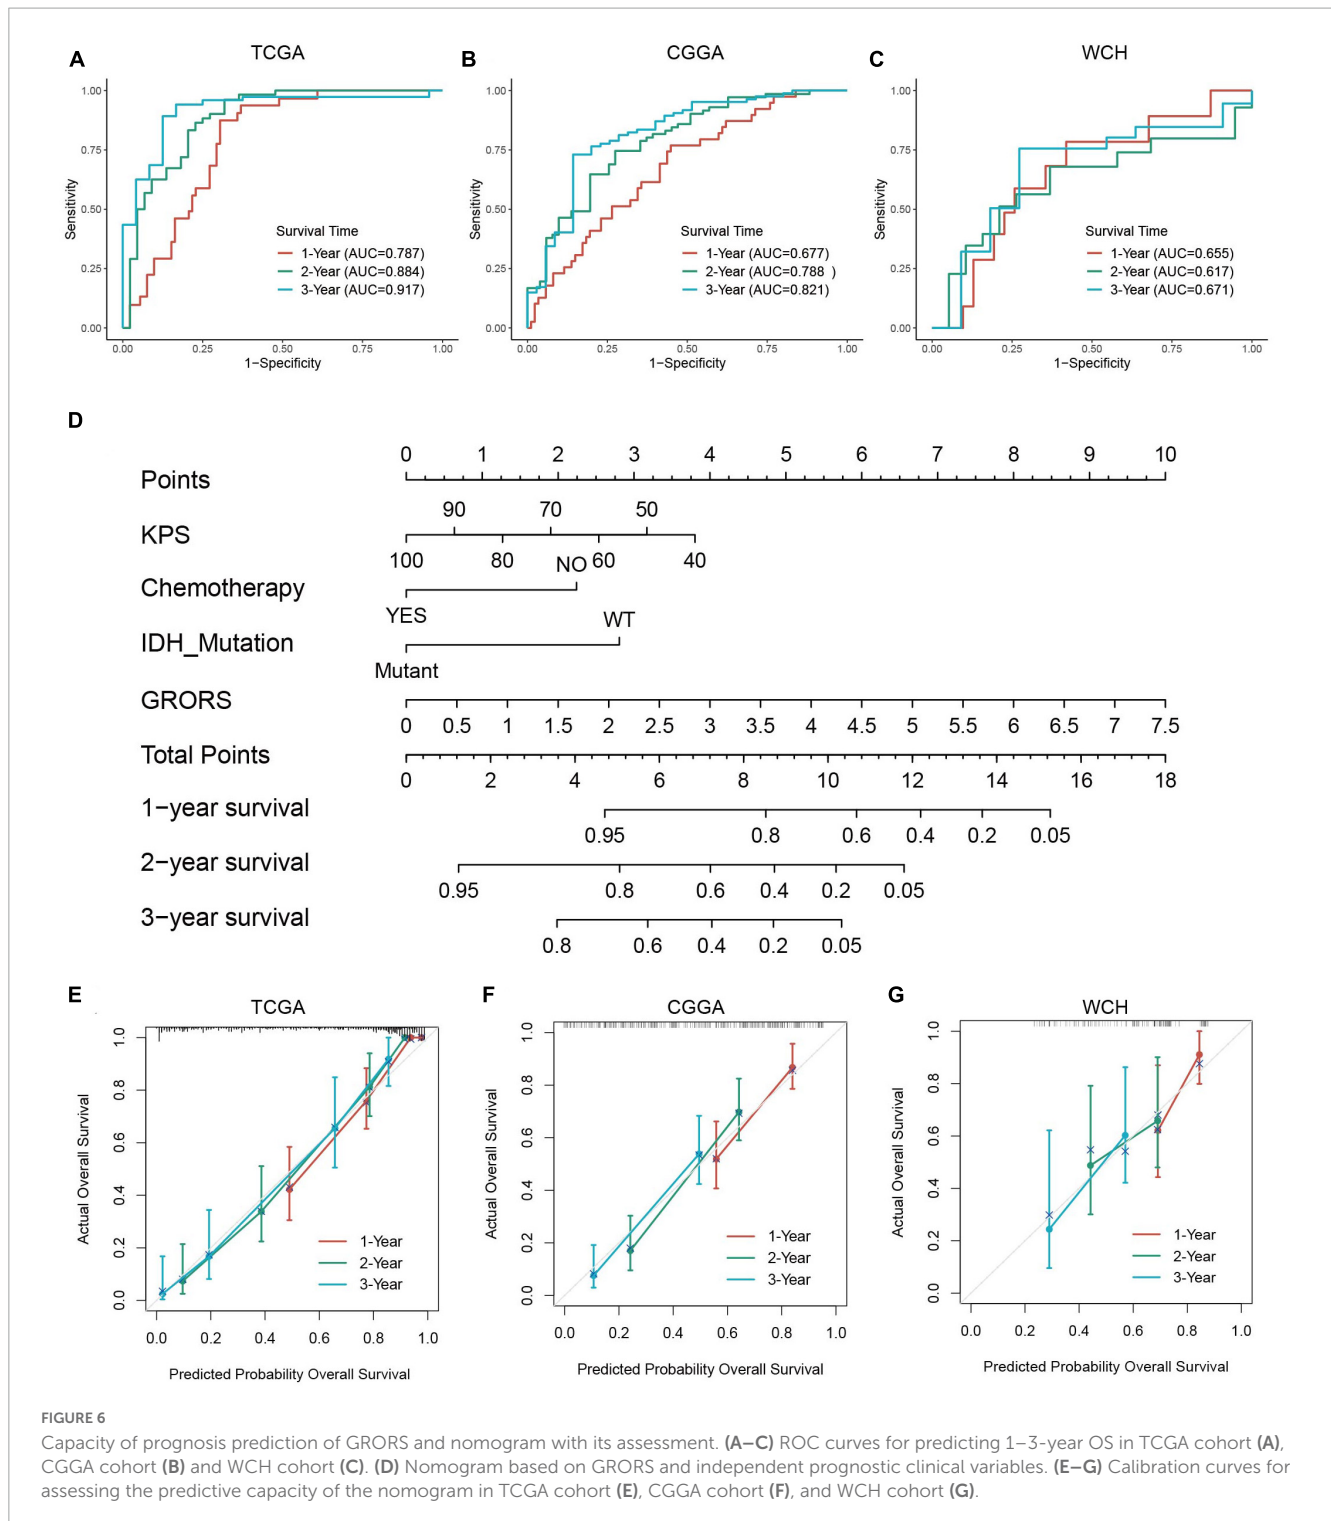 A TCGA
B CGGA
C WCH
Sensitivity
1.00
0.75
0.50
0.25
0.00
Survival Time
1-Year (AUC=0.787)
2-Year (AUC=0.884)
3-Year (AUC=0.917)
0.00 0.25 0.50 0.75 1.00
1-Specificity
Sensitivity
1.00
0.75
0.50
0.25
0.00
Survival Time
1-Year (AUC=0.677)
2-Year (AUC=0.788 )
3-Year (AUC=0.821)
0.00 0.25 0.50 0.75 1.00
1-Specificity
Sensitivity
1.00
0.75
0.50
0.25
0.00
Survival Time
1-Year (AUC=0.655)
2-Year (AUC=0.617)
3-Year (AUC=0.671)
0.00 0.25 0.50 0.75 1.00
1-Specificity
D
0 1 2 3 4 5 6 7 8 9 10
Points
90 70 50
KPS
100 80 60 40
NO
Chemotherapy
YES
WT
IDH_Mutation
Mutant
GRORS
0 0.5 1 1.5 2 2.5 3 3.5 4 4.5 5 5.5 6 6.5 7 7.5
Total Points
0 2 4 6 8 10 12 14 16 18
1-year survival
0.95 0.8 0.6 0.4 0.2 0.05
2-year survival
0.95 0.8 0.6 0.4 0.2 0.05
3-year survival
0.8 0.6 0.4 0.2 0.05
E TCGA
F CGGA
G WCH
Actual Overall Survival
1.0
0.8
0.6
0.4
0.2
0.0
1-Year
2-Year
3-Year
0.0 0.2 0.4 0.6 0.8 1.0
Predicted Probability Overall Survival
Actual Overall Survival
1.0
0.8
0.6
0.4
0.2
0.0
1-Year
2-Year
3-Year
0.0 0.2 0.4 0.6 0.8 1.0
Predicted Probability Overall Survival
Actual Overall Survival
1.0
0.8
0.6
0.4
0.2
0.0
1-Year
2-Year
3-Year
0.0 0.2 0.4 0.6 0.8 1.0
Predicted Probability Overall Survival
FIGURE 6
Capacity of prognosis prediction of GRORS and nomogram with its assessment. (A–C) ROC curves for predicting 1–3-year OS in TCGA cohort (A),
CGGA cohort (B) and WCH cohort (C). (D) Nomogram based on GRORS and independent prognostic clinical variables. (E–G) Calibration curves for
assessing the predictive capacity of the nomogram in TCGA cohort (E), CGGA cohort (F), and WCH cohort (G).